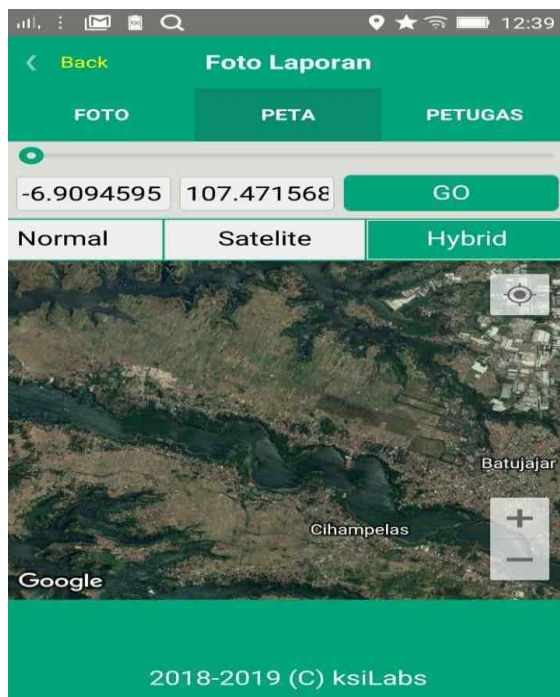 12:39
Back Foto Laporan
FOTO PETA PETUGAS
-6.9094595 107.471568 GO
Normal Satelite Hybrid
Batujajar
Cihampelas
Google
2018-2019 (C) ksiLabs